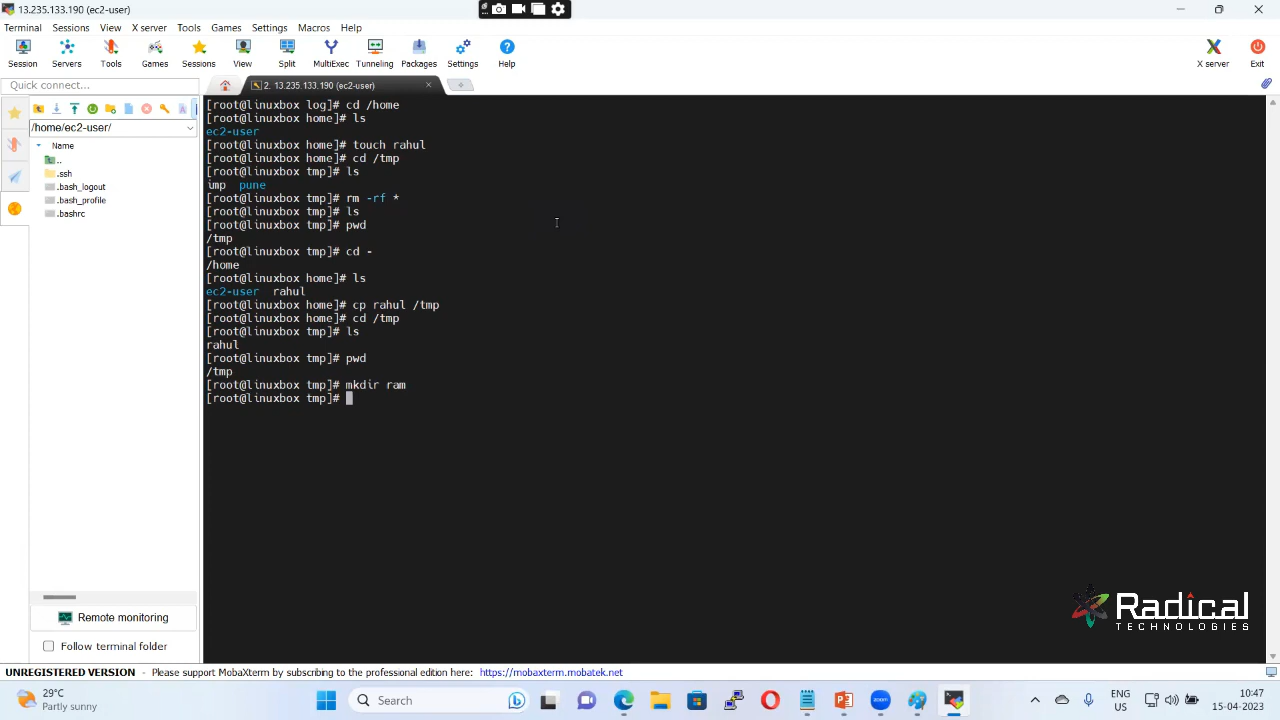 13.235.133.190 (ec2-user)
Terminal Sessions View X server Tools Games Settings Macros Help
Session Servers Tools Games Sessions View Split MultiExec Tunneling Packages Settings Help X server Exit
Quick connect...
2. 13.235.133.190 (ec2-user)
/home/ec2-user/
Name
..
.ssh
.bash_logout
.bash_profile
.bashrc
[root@linuxbox log]# cd /home
[root@linuxbox home]# ls
ec2-user
[root@linuxbox home]# touch rahul
[root@linuxbox home]# cd /tmp
[root@linuxbox tmp]# ls
imp pune
[root@linuxbox tmp]# rm -rf *
[root@linuxbox tmp]# ls
[root@linuxbox tmp]# pwd
/tmp
[root@linuxbox tmp]# cd -
/home
[root@linuxbox home]# ls
ec2-user rahul
[root@linuxbox home]# cp rahul /tmp
[root@linuxbox home]# cd /tmp
[root@linuxbox tmp]# ls
rahul
[root@linuxbox tmp]# pwd
/tmp
[root@linuxbox tmp]# mkdir ram
[root@linuxbox tmp]#
Remote monitoring
Follow terminal folder
Radical
TECHNOLOGIES
UNREGISTERED VERSION - Please support MobaXterm by subscribing to the professional edition here: https://mobaxterm.mobatek.net
29°C
Partly sunny
Search
ENG
US
10:47
15-04-2023